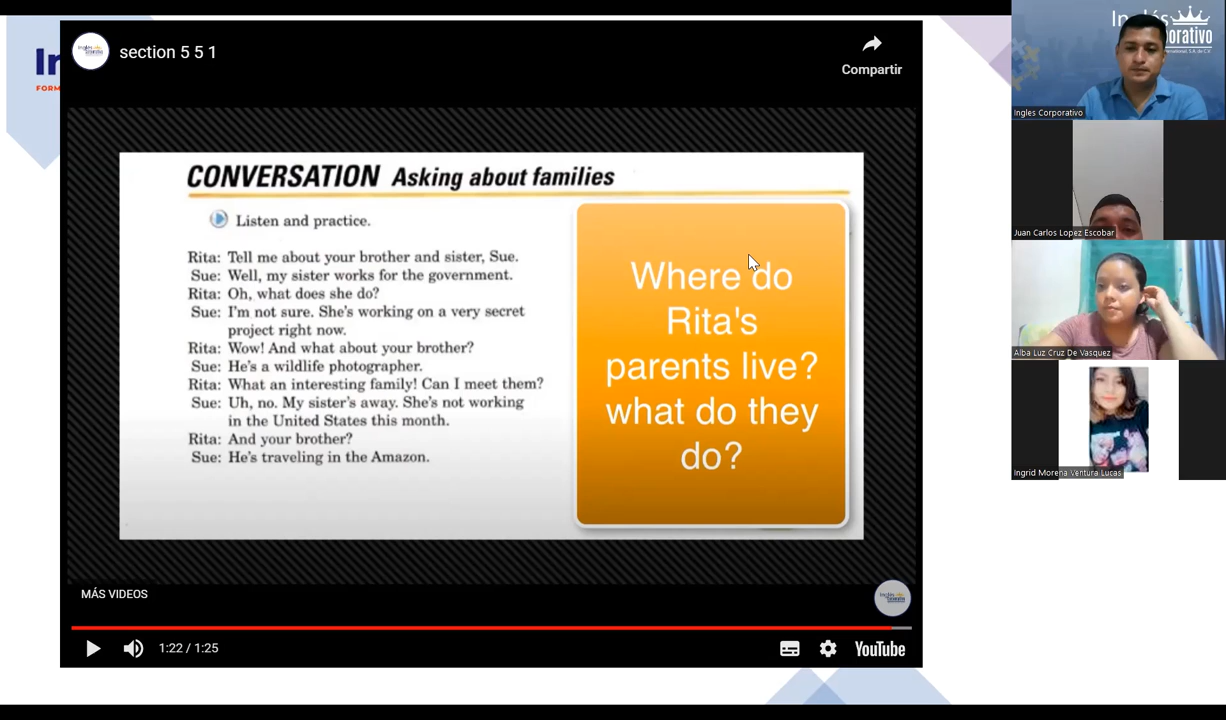 section 5 5 1
Compartir
CONVERSATION Asking about families
Listen and practice.
Rita: Tell me about your brother and sister, Sue.
Sue: Well, my sister works for the government.
Rita: Oh, what does she do?
Sue: I'm not sure. She's working on a very secret
project right now.
Rita: Wow! And what about your brother?
Sue: He's a wildlife photographer.
Rita: What an interesting family! Can I meet them?
Sue: Uh, no. My sister's away. She's not working
in the United States this month.
Rita: And your brother?
Sue: He's traveling in the Amazon.
Where do
Rita's
parents live?
what do they
do?
MÁS VIDEOS
1:22 / 1:25
YouTube
Ingles Corporativo
Juan Carlos Lopez Escobar
Alba Luz Cruz De Vasquez
Ingrid Morena Ventura Lucas